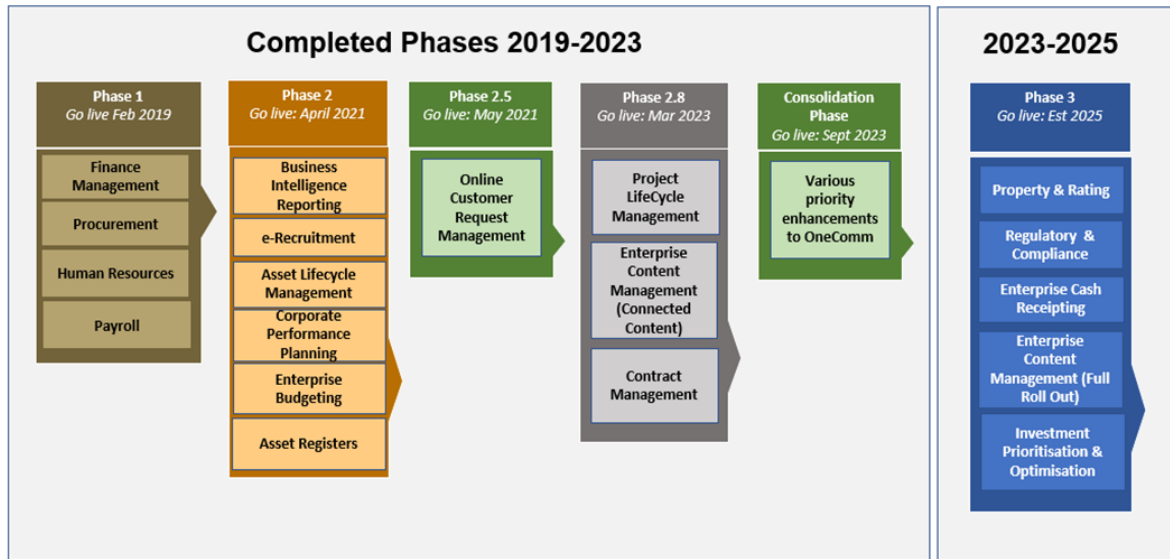 Completed Phases 2019-2023
2023-2025
Phase 1
Go live Feb 2019
Finance
Management
Procurement
Human Resources
Payroll
Phase 2
Go live: April 2021
Business
Intelligence
Reporting
e-Recruitment
Asset Lifecycle
Management
Corporate
Performance
Planning
Enterprise
Budgeting
Asset Registers
Phase 2.5
Go live: May 2021
Online
Customer
Request
Management
Phase 2.8
Go live: Mar 2023
Project
LifeCycle
Management
Enterprise
Content
Management
(Connected
Content)
Contract
Management
Consolidation
Phase
Go live: Sept 2023
Various
priority
enhancements
to OneComm
Phase 3
Go live: Est 2025
Property & Rating
Regulatory &
Compliance
Enterprise Cash
Receipting
Enterprise
Content
Management (Full
Roll Out)
Investment
Prioritisation &
Optimisation